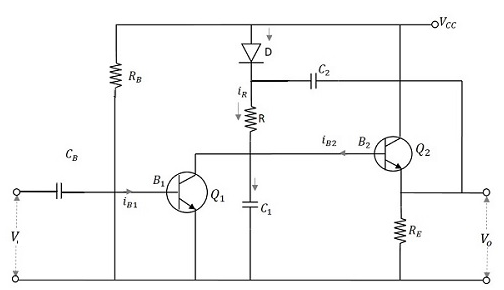 V_CC
D
C_2
R_B
i_R
R
i_B2
B_2
Q_2
C_B
B_1
Q_1
i_B1
C_1
V_i
R_E
V_o